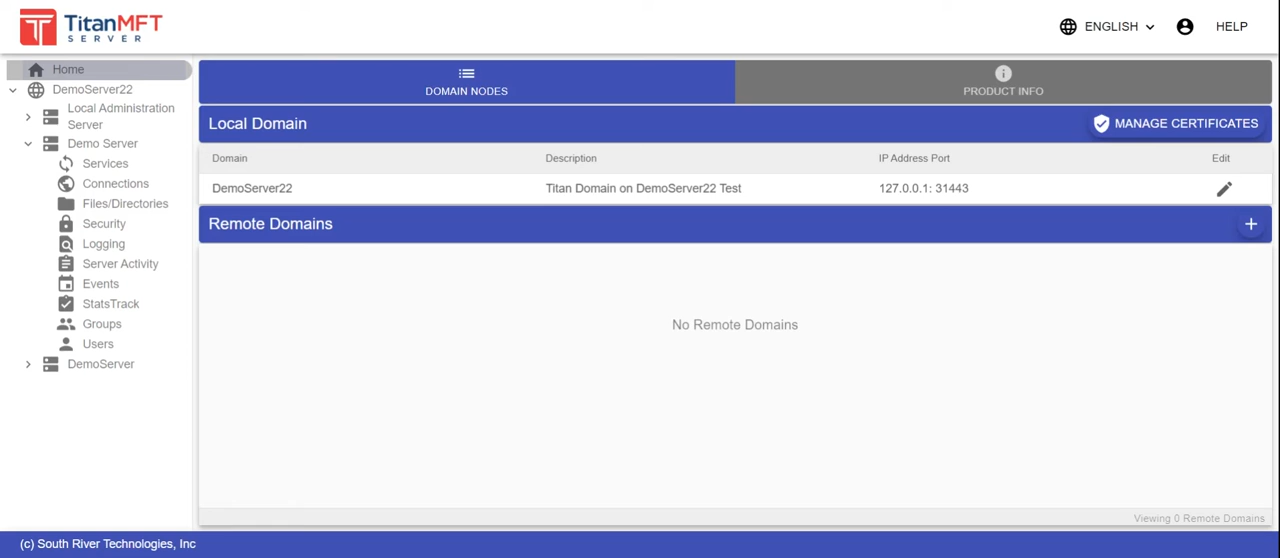 TitanMFT
SERVER
ENGLISH
HELP
Home
DemoServer22
Local Administration
Server
Demo Server
Services
Connections
Files/Directories
Security
Logging
Server Activity
Events
StatsTrack
Groups
Users
DemoServer
DOMAIN NODES
PRODUCT INFO
Local Domain
MANAGE CERTIFICATES
Domain Description IP Address Port Edit
DemoServer22 Titan Domain on DemoServer22 Test 127.0.0.1: 31443
Remote Domains
No Remote Domains
Viewing 0 Remote Domains
(c) South River Technologies, Inc